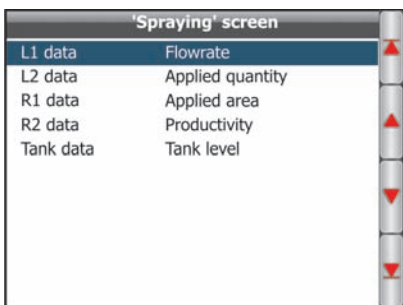 'Spraying' screen
L1 data Flowrate
L2 data Applied quantity
R1 data Applied area
R2 data Productivity
Tank data Tank level